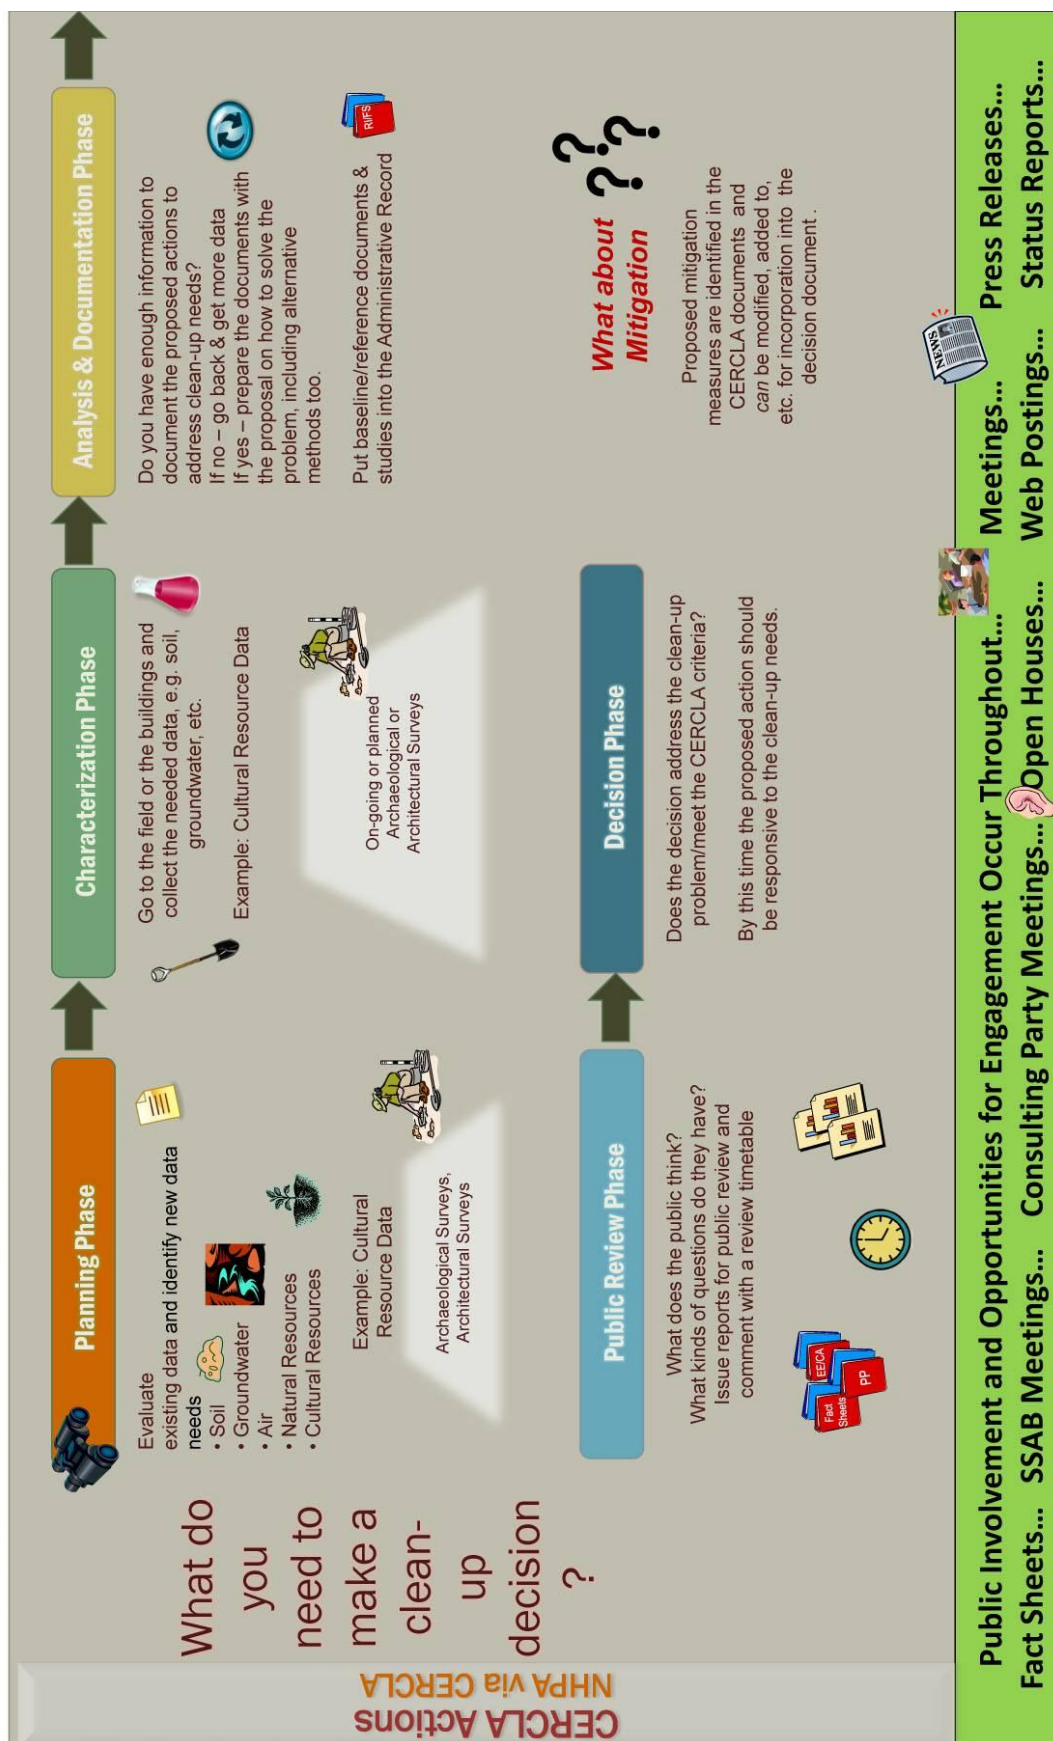 CERCLA Actions
NHPA via CERCLA
What do
you
need to
make a
clean-
up
decision
?
Planning Phase
Evaluate
existing data and identify new data
needs
• Soil
• Groundwater
• Air
• Natural Resources
• Cultural Resources
Example: Cultural
Resource Data
Archaeological Surveys,
Architectural Surveys
Characterization Phase
Go to the field or the buildings and
collect the needed data, e.g. soil,
groundwater, etc.
Example: Cultural Resource Data
On-going or planned
Archaeological or
Architectural Surveys
Analysis & Documentation Phase
Do you have enough information to
document the proposed actions to
address clean-up needs?
If no – go back & get more data
If yes – prepare the documents with
the proposal on how to solve the
problem, including alternative
methods too.
Put baseline/reference documents &
studies into the Administrative Record
RI/FS
Public Review Phase
What does the public think?
What kinds of questions do they have?
Issue reports for public review and
comment with a review timetable
Fact
Sheets
EE/CA
PP
Decision Phase
Does the decision address the clean-up
problem/meet the CERCLA criteria?
By this time the proposed action should
be responsive to the clean-up needs.
What about
Mitigation
????
Proposed mitigation
measures are identified in the
CERCLA documents and
can be modified, added to,
etc. for incorporation into the
decision document .
Public Involvement and Opportunities for Engagement Occur Throughout... Meetings... Press Releases...
NEWS
Fact Sheets... SSAB Meetings... Consulting Party Meetings... Open Houses... Web Postings... Status Reports...